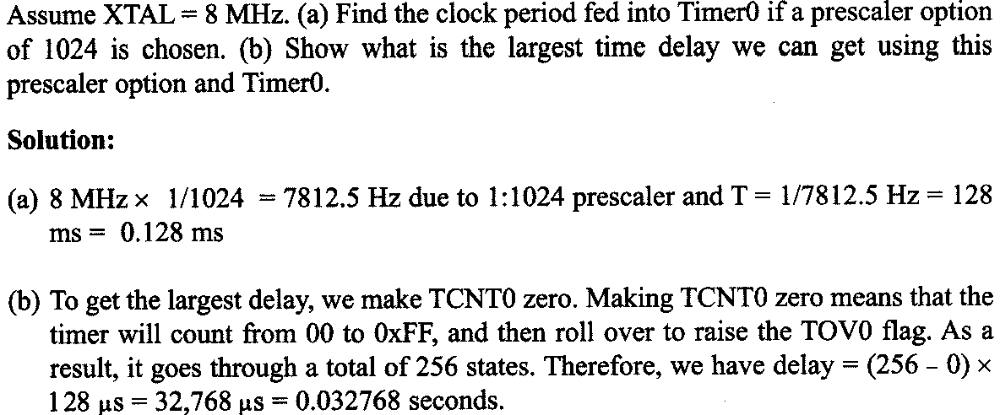 Assume XTAL = 8 MHz. (a) Find the clock period fed into Timer0 if a prescaler option
of 1024 is chosen. (b) Show what is the largest time delay we can get using this
prescaler option and Timer0.
Solution:
(a) 8 MHz × 1/1024 = 7812.5 Hz due to 1:1024 prescaler and T = 1/7812.5 Hz = 128
ms = 0.128 ms
(b) To get the largest delay, we make TCNT0 zero. Making TCNT0 zero means that the
timer will count from 00 to 0xFF, and then roll over to raise the TOV0 flag. As a
result, it goes through a total of 256 states. Therefore, we have delay = (256 – 0) ×
128 µs = 32,768 µs = 0.032768 seconds.